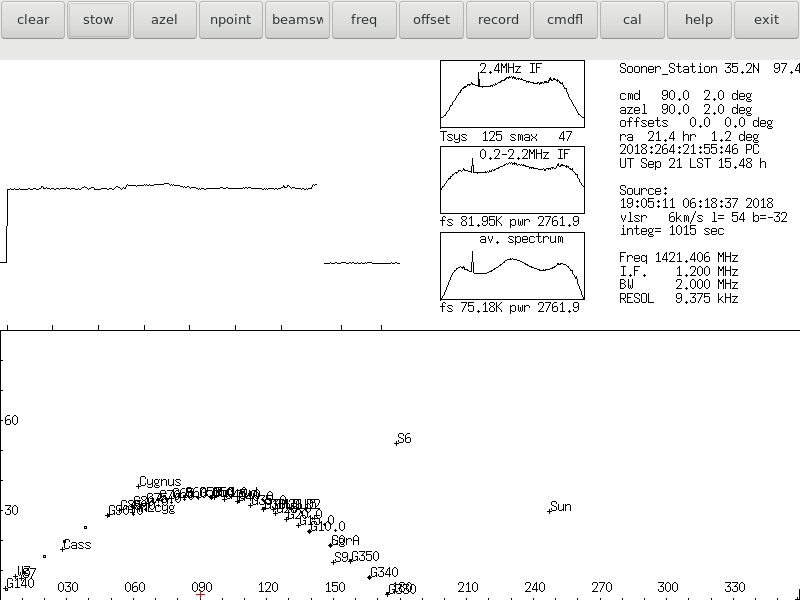 clear stow azel npoint beamsw freq offset record cmdfl cal help exit
2.4MHz IF
Tsys 125 smax 47
0.2-2.2MHz IF
fs 81.95K pwr 2761.9
av. spectrum
fs 75.18K pwr 2761.9
Sooner_Station 35.2N 97.4
cmd 90.0 2.0 deg
azel 90.0 2.0 deg
offsets 0.0 0.0 deg
ra 21.4 hr 1.2 deg
2018:264:21:55:46 PC
UT Sep 21 LST 15.48 h
Source:
19:05:11 06:18:37 2018
vlsr 6km/s l= 54 b=-32
integ= 1015 sec
Freq 1421.406 MHz
I.F. 1.200 MHz
BW 2.000 MHz
RESOL 9.375 kHz
60
S6
Cygnus
30
Sun
G10.0
Cass
S9
G350
G340
G140
030 060 090 120 150 180 210 240 270 300 330